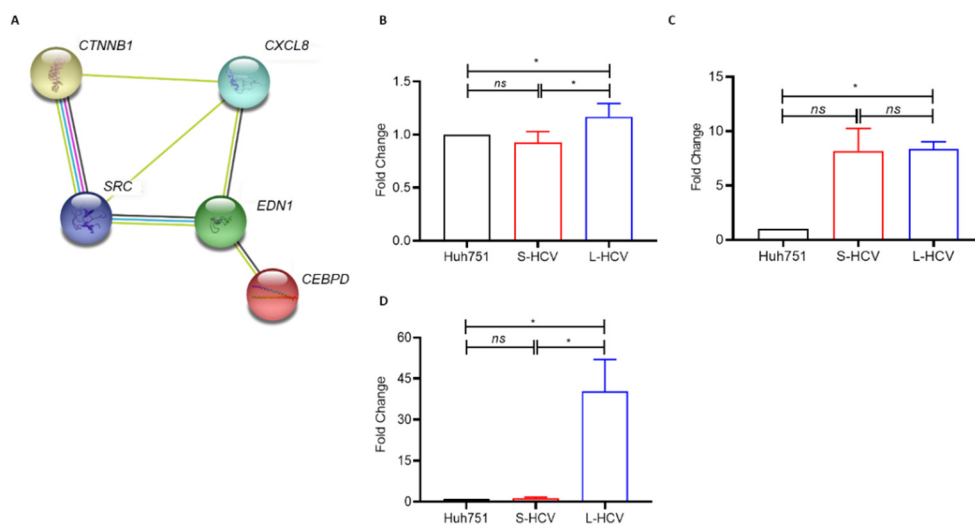 A
CTNNB1
CXCL8
SRC
EDN1
CEBPD
B
*
ns
*
Fold Change
1.5
1.0
0.5
0.0
Huh751
S-HCV
L-HCV
C
*
ns
ns
Fold Change
15
10
5
0
Huh751
S-HCV
L-HCV
D
*
ns
*
Fold Change
60
45
30
15
0
Huh751
S-HCV
L-HCV